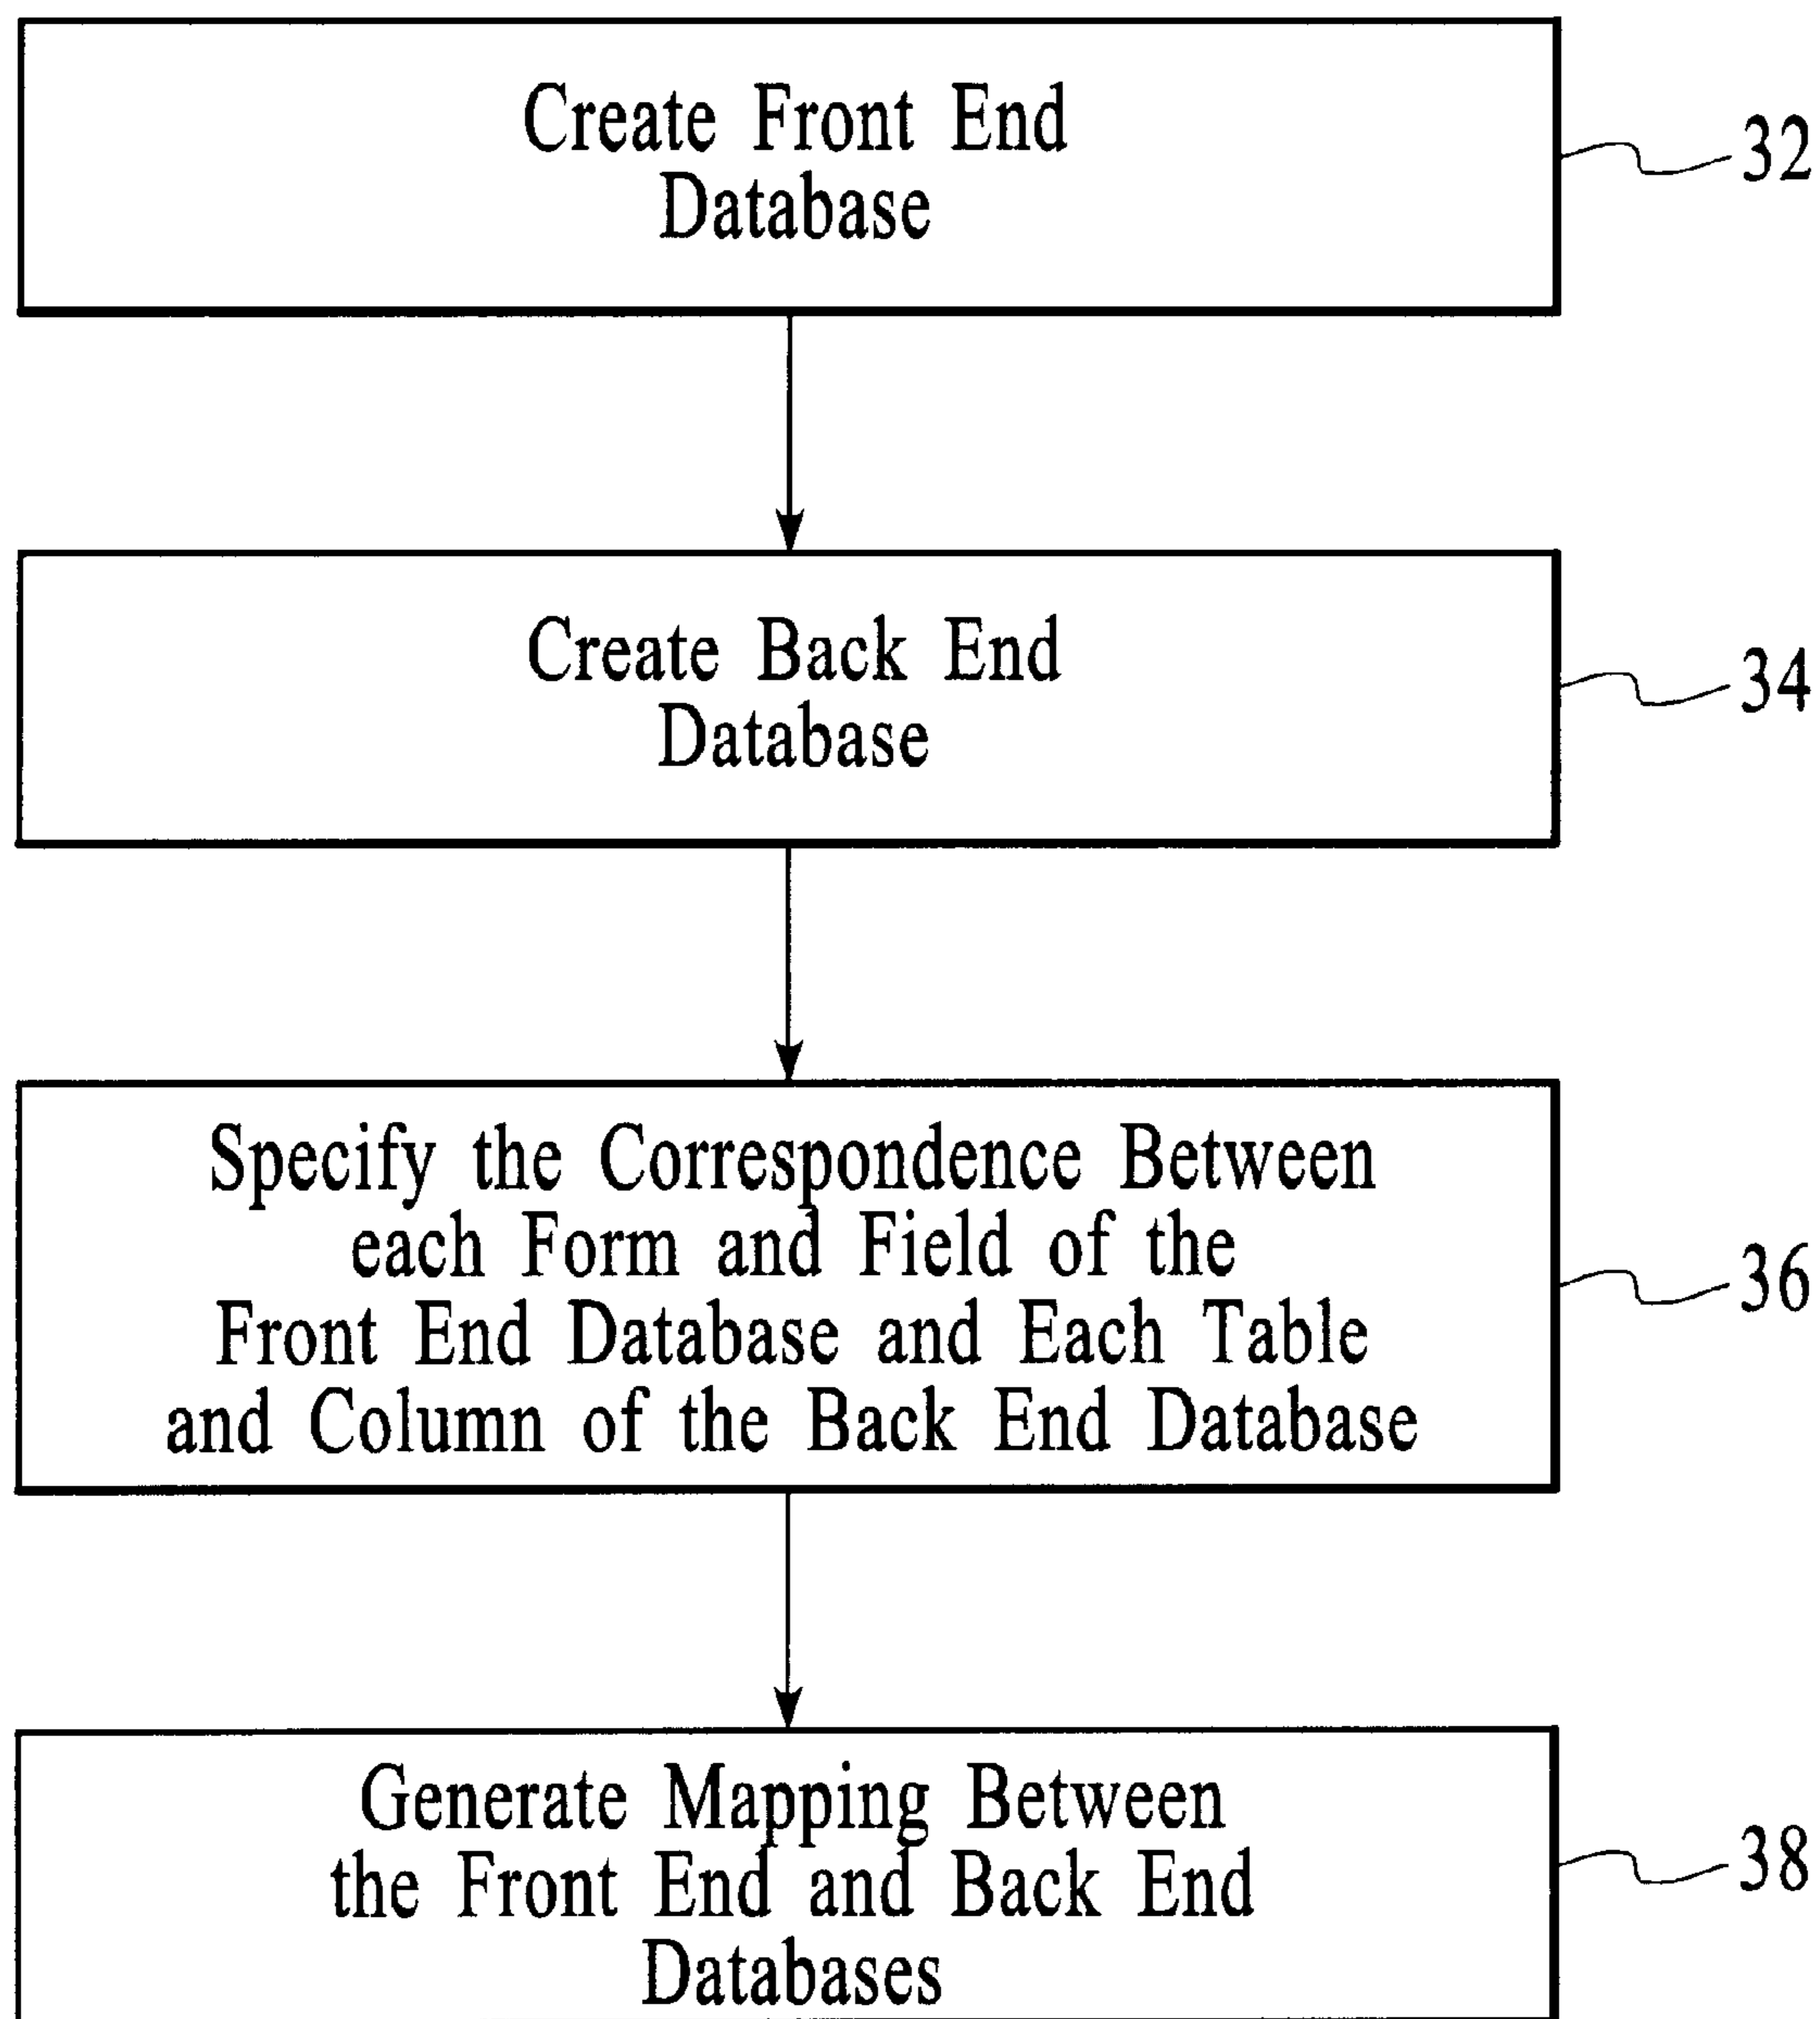 Create Front End
Database
32
Create Back End
Database
34
Specify the Correspondence Between
each Form and Field of the
Front End Database and Each Table
and Column of the Back End Database
36
Generate Mapping Between
the Front End and Back End
Databases
38